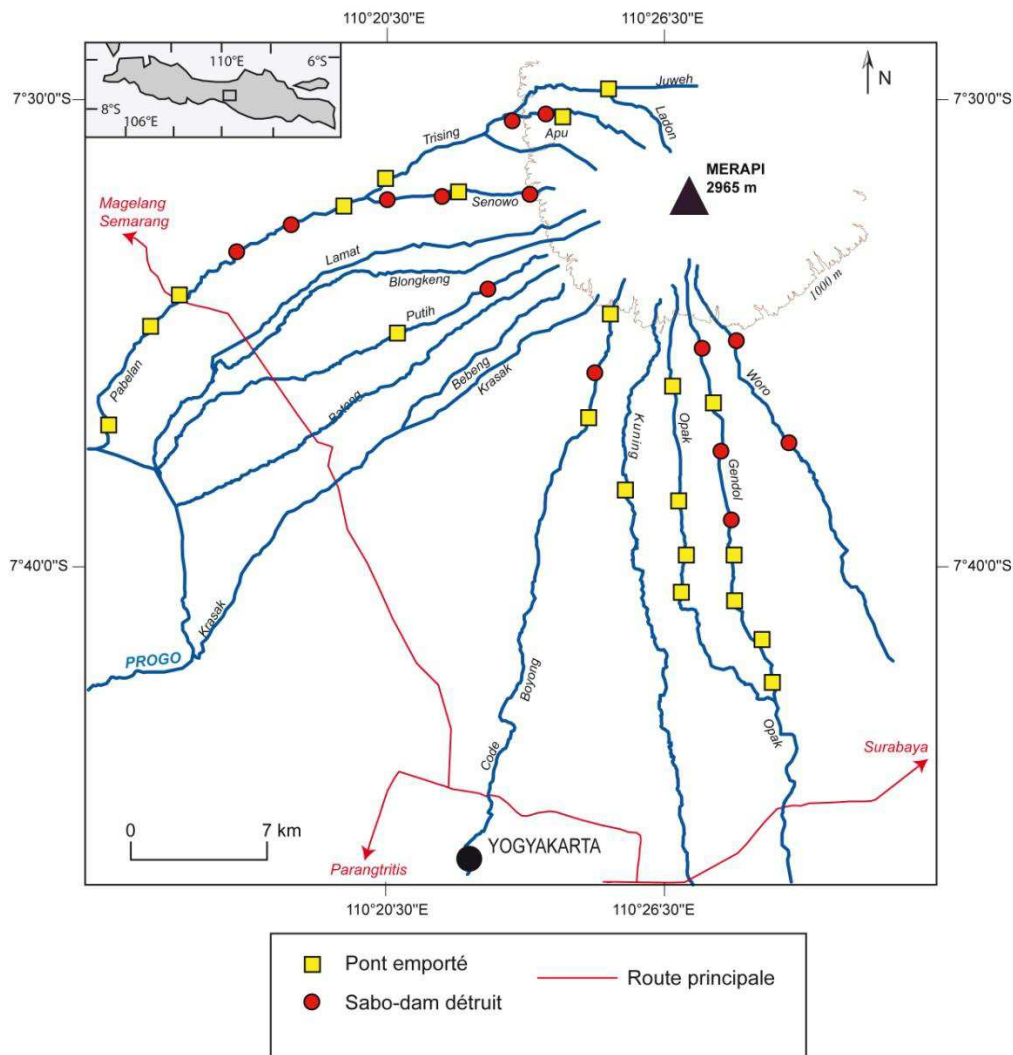 110°20'30"E
110°26'30"E
110°E
6°S
8°S
106°E
N
7°30'0"S
7°30'0"S
Juweh
Ladon
Apu
Trising
MERAPI
2965 m
Magelang
Semarang
Senowo
Lamat
Blongkeng
1000 m
Putih
Pabelan
Bebeng
Krasak
Batang
Woro
Kuning
Opak
Gendol
7°40'0"S
7°40'0"S
Krasak
PROGO
Boyong
Opak
Code
Surabaya
0
7 km
YOGYAKARTA
Parangtritis
110°20'30"E
110°26'30"E
Pont emporté
Route principale
Sabo-dam détruit